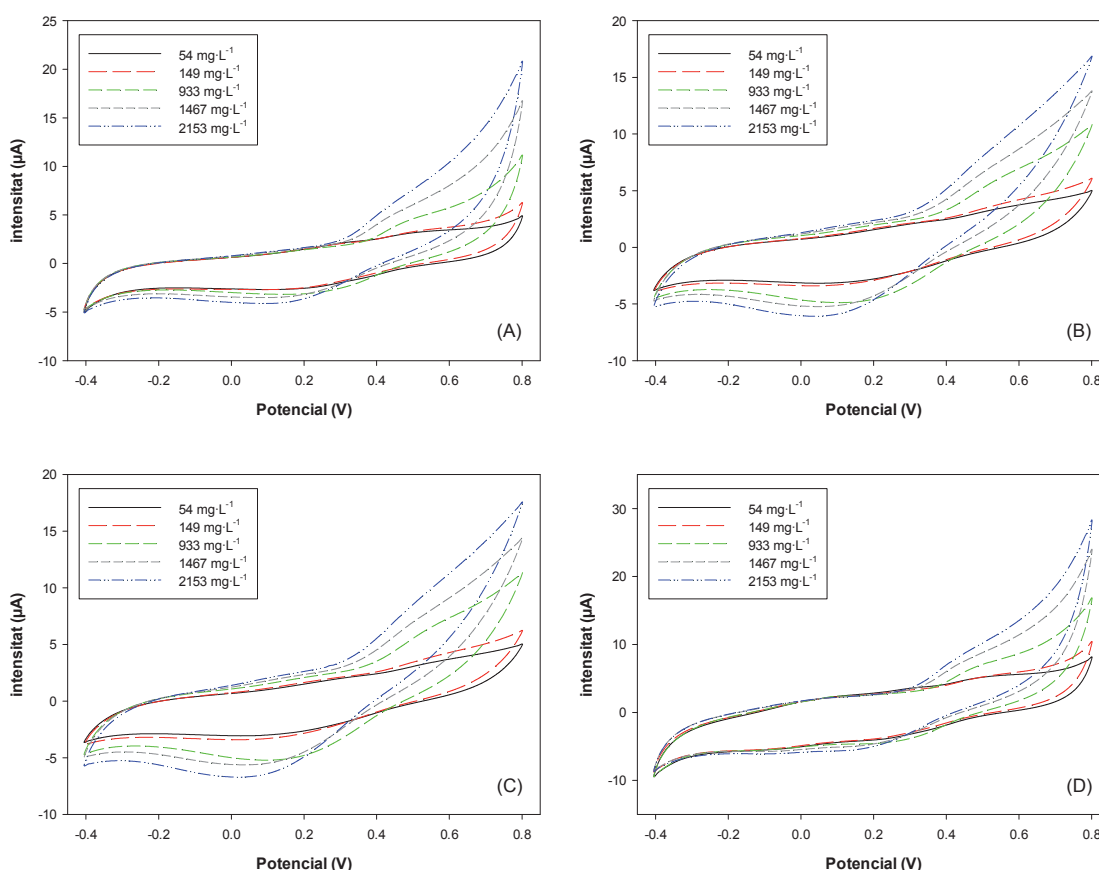 25
20
15
10
5
0
-5
-10
intensitat (µA)
54 mg·L⁻¹
149 mg·L⁻¹
933 mg·L⁻¹
1467 mg·L⁻¹
2153 mg·L⁻¹
(A)
-0.4 -0.2 0.0 0.2 0.4 0.6 0.8
Potencial (V)
20
15
10
5
0
-5
-10
intensitat (µA)
54 mg·L⁻¹
149 mg·L⁻¹
933 mg·L⁻¹
1467 mg·L⁻¹
2153 mg·L⁻¹
(B)
-0.4 -0.2 0.0 0.2 0.4 0.6 0.8
Potencial (V)
20
15
10
5
0
-5
-10
intensitat (µA)
54 mg·L⁻¹
149 mg·L⁻¹
933 mg·L⁻¹
1467 mg·L⁻¹
2153 mg·L⁻¹
(C)
-0.4 -0.2 0.0 0.2 0.4 0.6 0.8
Potencial (V)
30
20
10
0
-10
intensitat (µA)
54 mg·L⁻¹
149 mg·L⁻¹
933 mg·L⁻¹
1467 mg·L⁻¹
2153 mg·L⁻¹
(D)
-0.4 -0.2 0.0 0.2 0.4 0.6 0.8
Potencial (V)